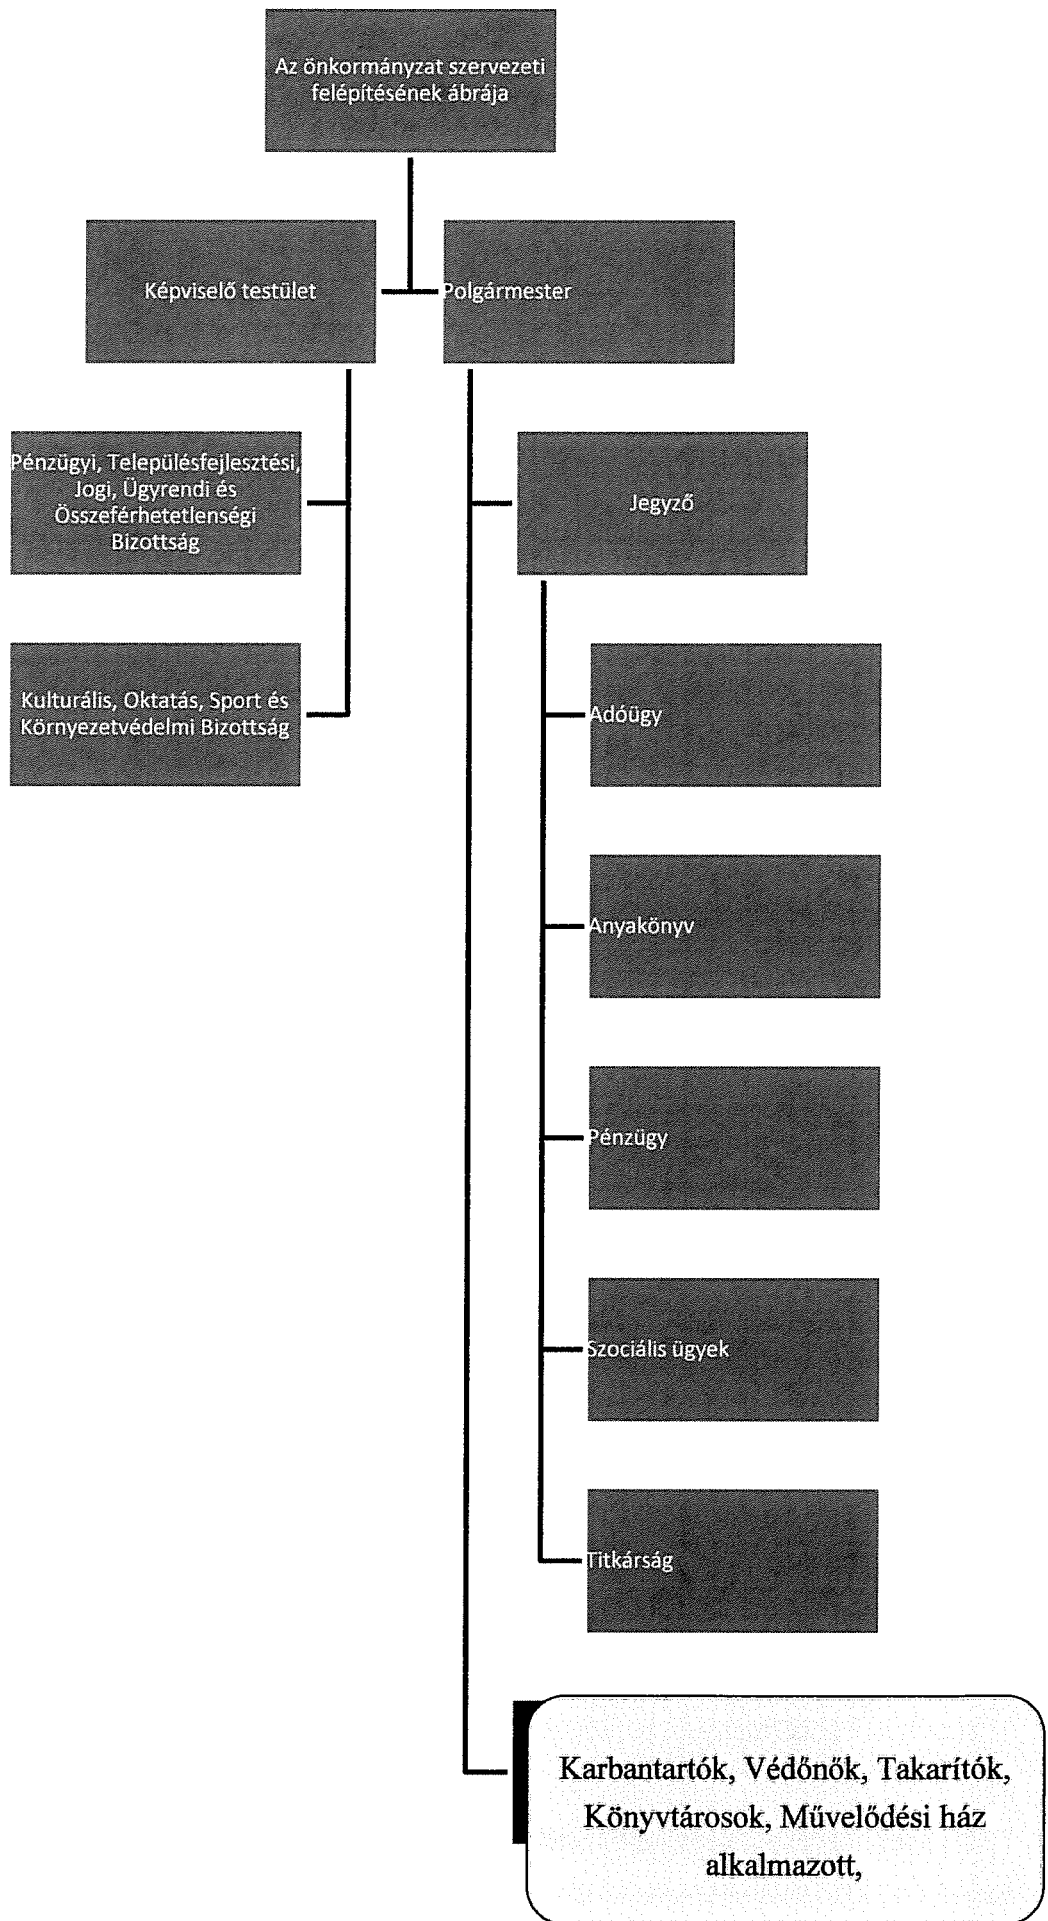 Az önkormányzat szervezeti
felépítésének ábrája
Képviselő testület
Polgármester
Pénzügyi, Településfejlesztési,
Jogi, Ügyrendi és
Összeférhetetlenségi
Bizottság
Jegyző
Kulturális, Oktatás, Sport és
Környezetvédelmi Bizottság
Adóügy
Anyakönyv
Pénzügy
Szociális ügyek
Titkárság
Karbantartók, Védőnők, Takarítók,
Könyvtárosok, Művelődési ház
alkalmazott,